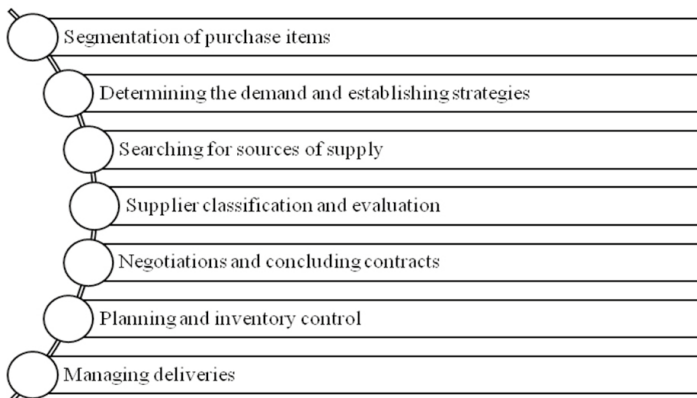 Segmentation of purchase items
Determining the demand and establishing strategies
Searching for sources of supply
Supplier classification and evaluation
Negotiations and concluding contracts
Planning and inventory control
Managing deliveries